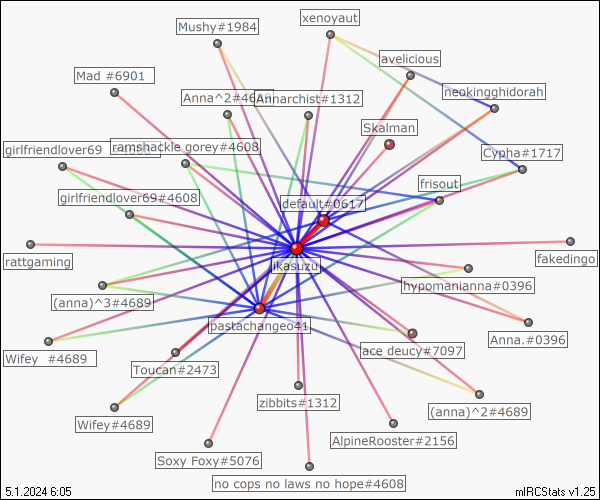 xenoyaut
Mushy#1984
avelicious
Mad #6901
neokingghidorah
Anna^2#46
Annarchist#1312
Skalman
girlfriendlover69
ramshackle gorey#4608
Cypha#1717
frisout
girlfriendlover69#4608
default#0617
rattgaming
jkasuzu
fakedingo
hypomanianna#0396
(anna)^3#4689
pastachangeo41
Anna.#0396
Wifey  #4689
ace deucy#7097
Toucan#2473
zibbits#1312
(anna)^2#4689
Wifey#4689
AlpineRooster#2156
Soxy Foxy#5076
no cops no laws no hope#4608
5.1.2024 6:05
mIRCStats v1.25